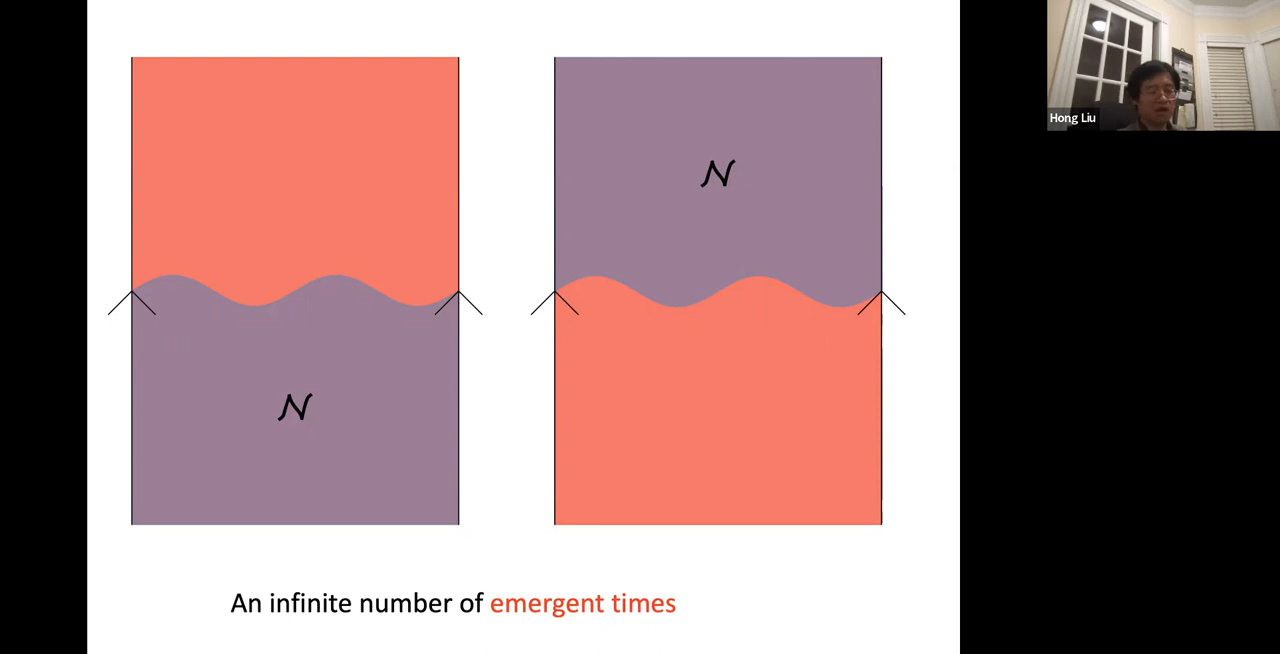 𝒩
𝒩
An infinite number of emergent times
Hong Liu